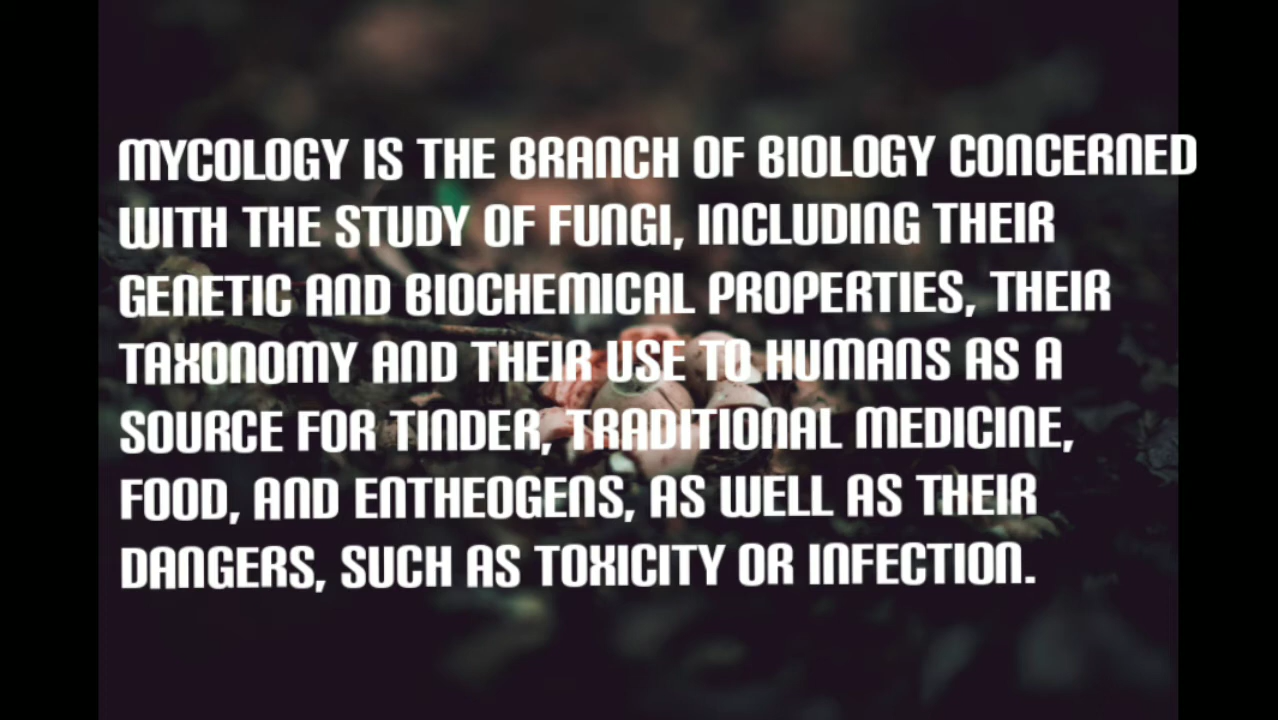 MYCOLOGY IS THE BRANCH OF BIOLOGY CONCERNED
WITH THE STUDY OF FUNGI, INCLUDING THEIR
GENETIC AND BIOCHEMICAL PROPERTIES, THEIR
TAXONOMY AND THEIR USE TO HUMANS AS A
SOURCE FOR TINDER, TRADITIONAL MEDICINE,
FOOD, AND ENTHEOGENS, AS WELL AS THEIR
DANGERS, SUCH AS TOXICITY OR INFECTION.